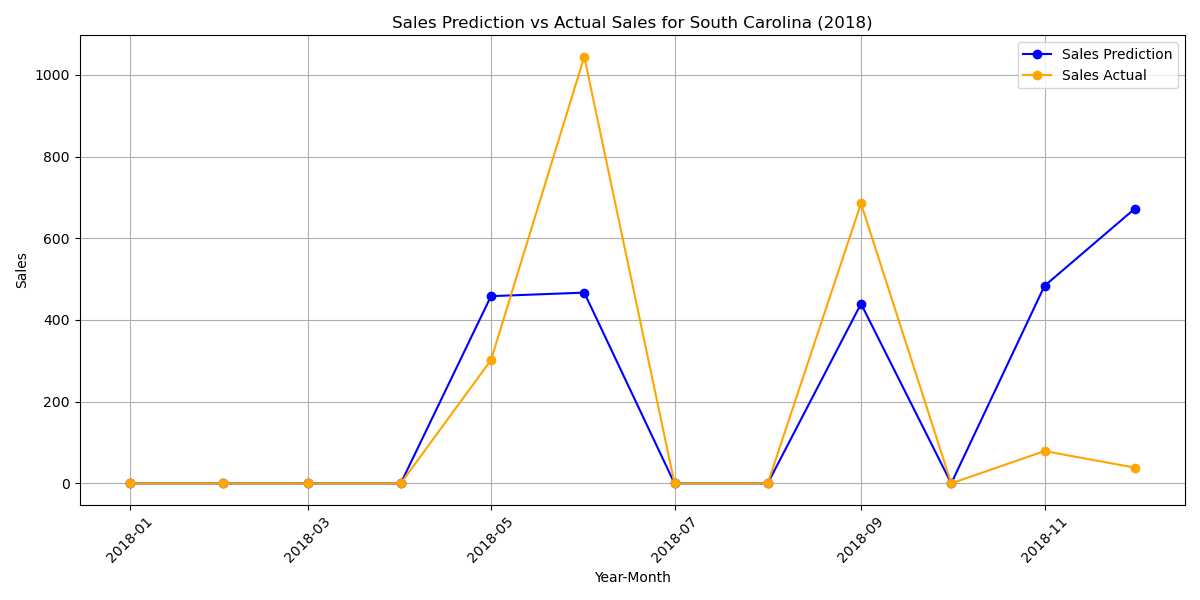 Sales Prediction vs Actual Sales for South Carolina (2018)
Sales Prediction
Sales Actual
1000
800
600
400
200
0
Sales
2018-01
2018-03
2018-05
2018-07
2018-09
2018-11
Year-Month